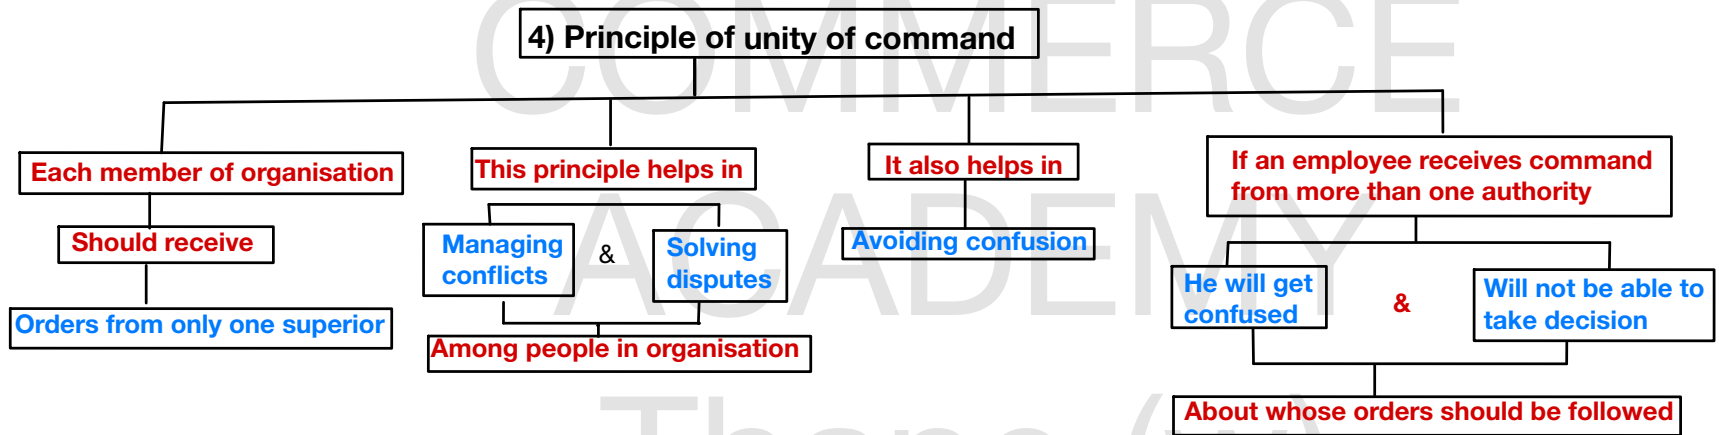 COMMERCE
4) Principle of unity of command
Each member of organisation
Should receive
Orders from only one superior
This principle helps in
Managing
conflicts
&
Solving
disputes
Among people in organisation
It also helps in
Avoiding confusion
If an employee receives command
from more than one authority
He will get
confused
&
Will not be able to
take decision
About whose orders should be followed
ACADEMY
Thane (w)